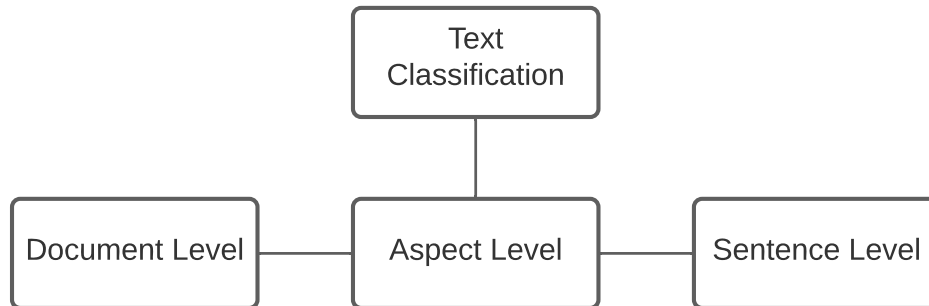 Text
Classification
Document Level
Aspect Level
Sentence Level